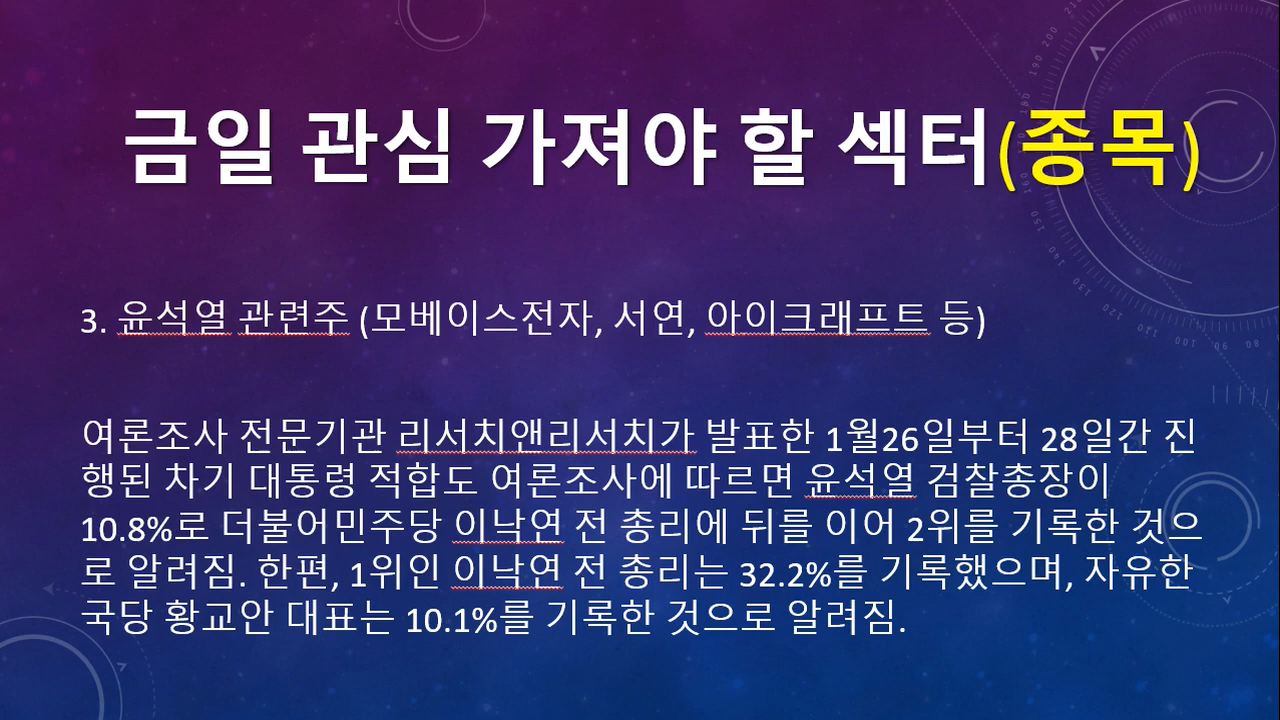 금일 관심 가져야 할 섹터(종목)
3. 윤석열 관련주 (모베이스전자, 서연, 아이크래프트 등)
여론조사 전문기관 리서치앤리서치가 발표한 1월26일부터 28일간 진
행된 차기 대통령 적합도 여론조사에 따르면 윤석열 검찰총장이
10.8%로 더불어민주당 이낙연 전 총리에 뒤를 이어 2위를 기록한 것으
로 알려짐. 한편, 1위인 이낙연 전 총리는 32.2%를 기록했으며, 자유한
국당 황교안 대표는 10.1%를 기록한 것으로 알려짐.